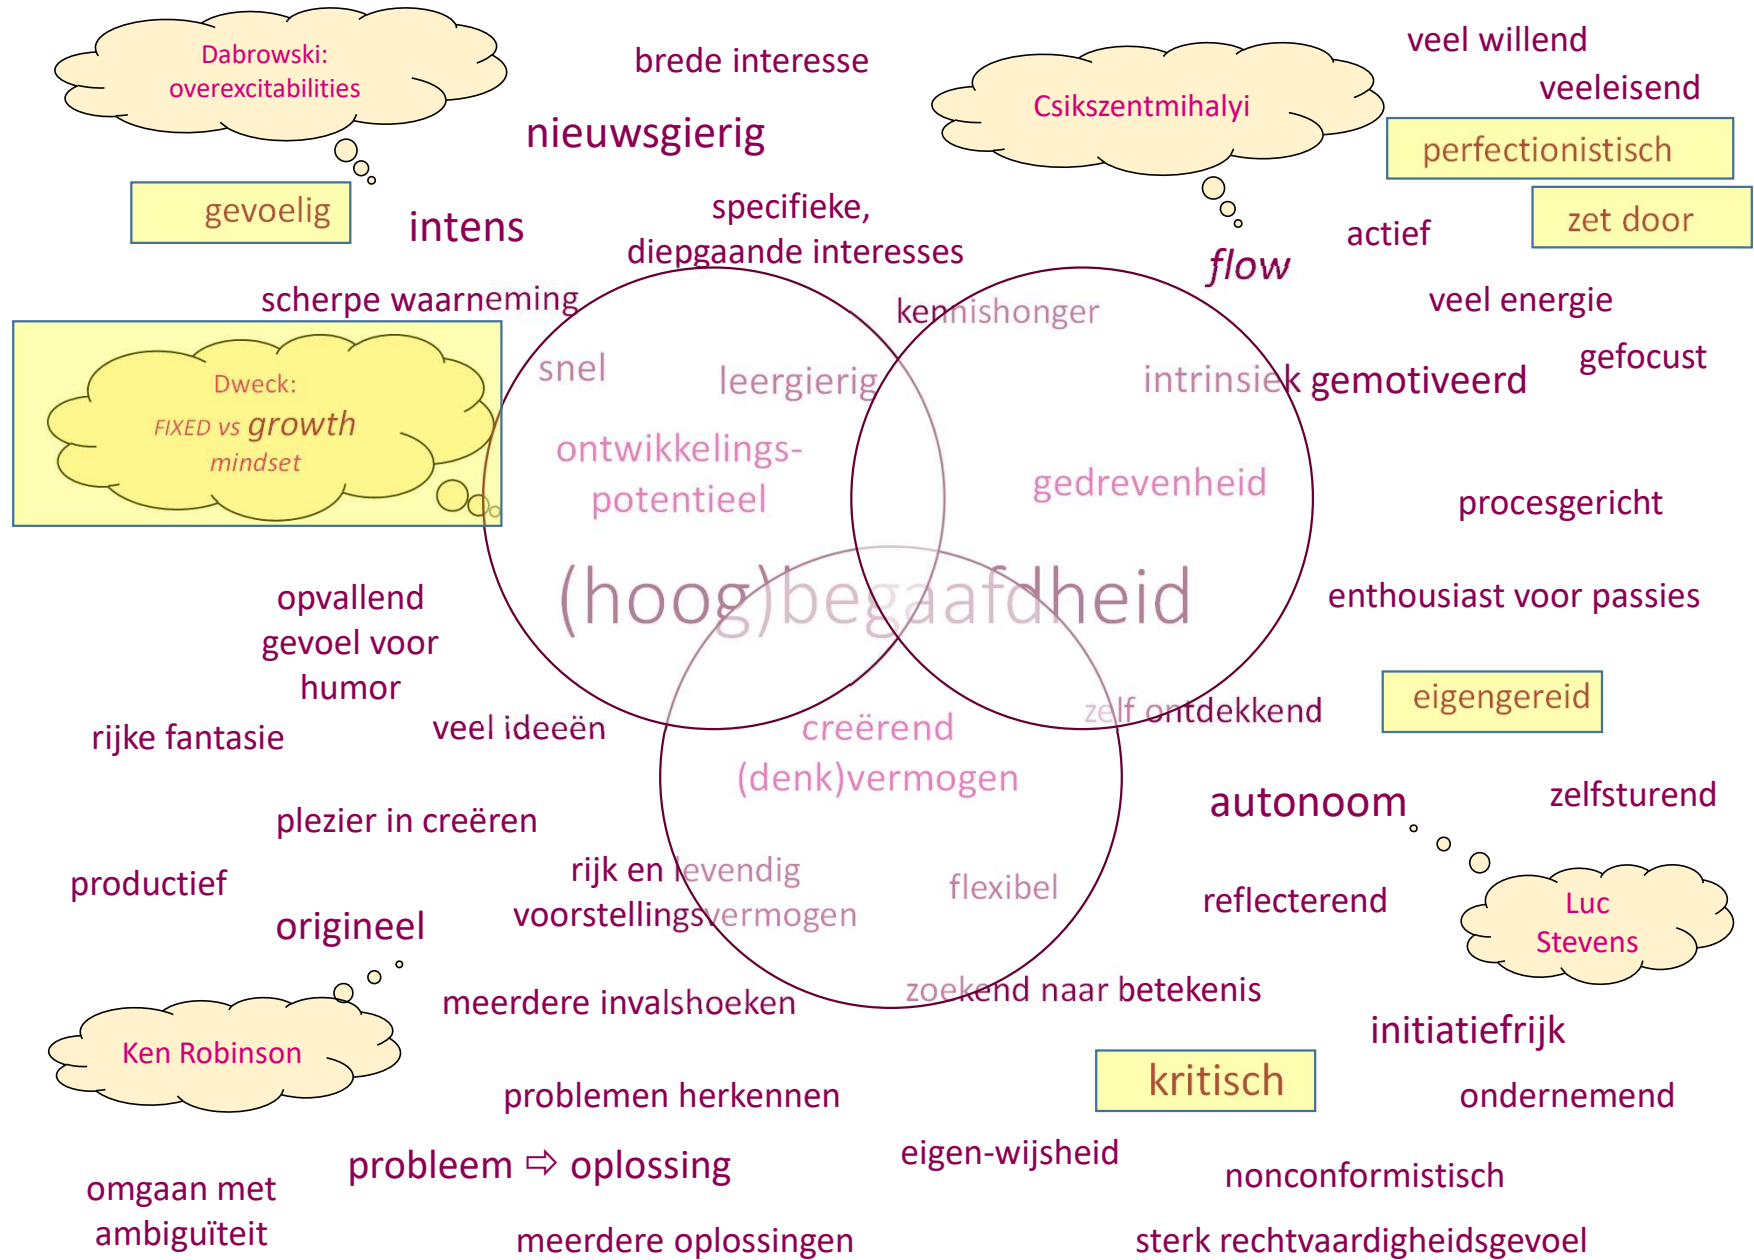 Dabrowski:
overexcitabilities
brede interesse
nieuwsgierig
Csikszentmihalyi
veel willend
veeleisend
perfectionistisch
zet door
gevoelig
intens
specifieke,
diepgaande interesses
flow
actief
scherpe waarneming
kennishonger
veel energie
gefocust
Dweck:
FIXED vs growth
mindset
snel
leergierig
intrinsiek gemotiveerd
ontwikkelings-
potentieel
gedrevenheid
procesgericht
(hoog)begaafdheid
enthousiast voor passies
opvallend
gevoel voor
humor
rijke fantasie
veel ideeën
creërend
(denk)vermogen
zelf ontdekkend
eigengereid
plezier in creëren
autonoom
zelfsturend
productief
rijk en levendig
voorstellingsvermogen
flexibel
reflecterend
Luc
Stevens
origineel
meerdere invalshoeken
zoekend naar betekenis
initiatiefrijk
Ken Robinson
problemen herkennen
kritisch
ondernemend
probleem ⇨ oplossing
eigen-wijsheid
nonconformistisch
omgaan met
ambiguïteit
meerdere oplossingen
sterk rechtvaardigheidsgevoel